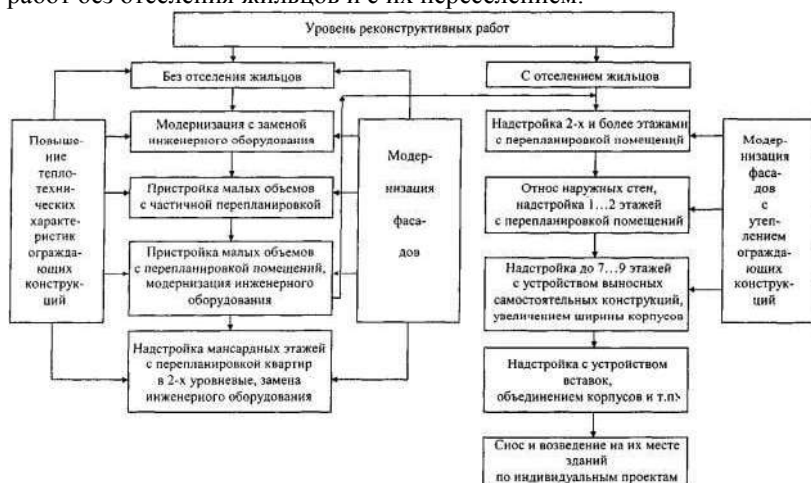 работ без отселения жильцов и с их переселением.
Уровень реконструктивных работ
Без отселения жильцов
С отселением жильцов
Повыше-
ние
тепло-
тех-
нических
характе-
ристик
огражда-
ющих
конструк-
ций
Модернизация с заменой
инженерного оборудования
Пристройка малых объемов
с частичной перепланировкой
Пристройка малых объемов
с перепланировкой помещений,
модернизация инженерного
оборудования
Надстройка мансардных этажей
с перепланировкой квартир
в 2-х уровневые, замена
инженерного оборудования
Модер-
низация
фаса-
дов
Надстройка 2-х и более этажами
с перепланировкой помещений
Относ наружных стен,
надстройка 1...2 этажей
с перепланировкой помещений
Надстройка до 7...9 этажей
с устройством выносных
самостоятельных конструкций,
увеличением ширины корпусов
Надстройка с устройством
вставок,
объединением корпусов и т.п>
Снос и возведение на их месте
зданий
по индивидуальным проектам
Модер-
низация
фаса-
дов
с
утеп-
лением
огражда-
ющих
конструк-
ций